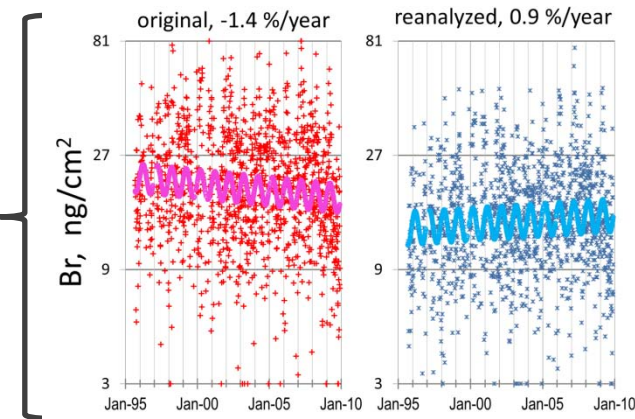 original, -1.4 %/year
reanalyzed, 0.9 %/year
Br, ng/cm²
81
27
9
3
Jan-95 Jan-00 Jan-05 Jan-10
81
27
9
3
Jan-95 Jan-00 Jan-05 Jan-10